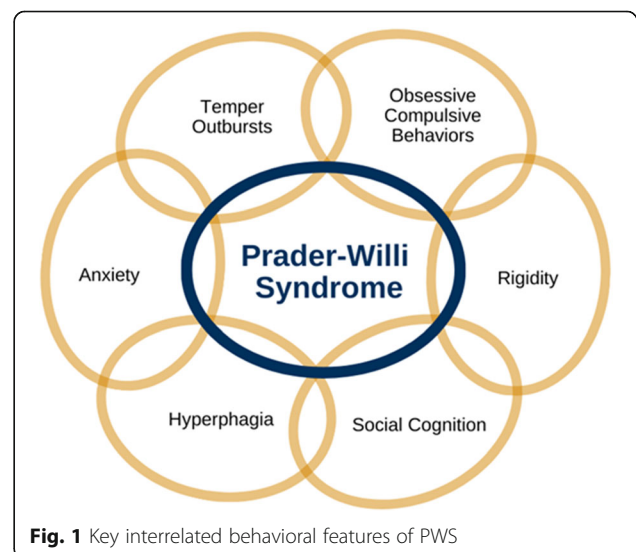 Temper
Outbursts
Obsessive
Compulsive
Behaviors
Anxiety
Prader-Willi
Syndrome
Rigidity
Hyperphagia
Social Cognition
Fig. 1 Key interrelated behavioral features of PWS